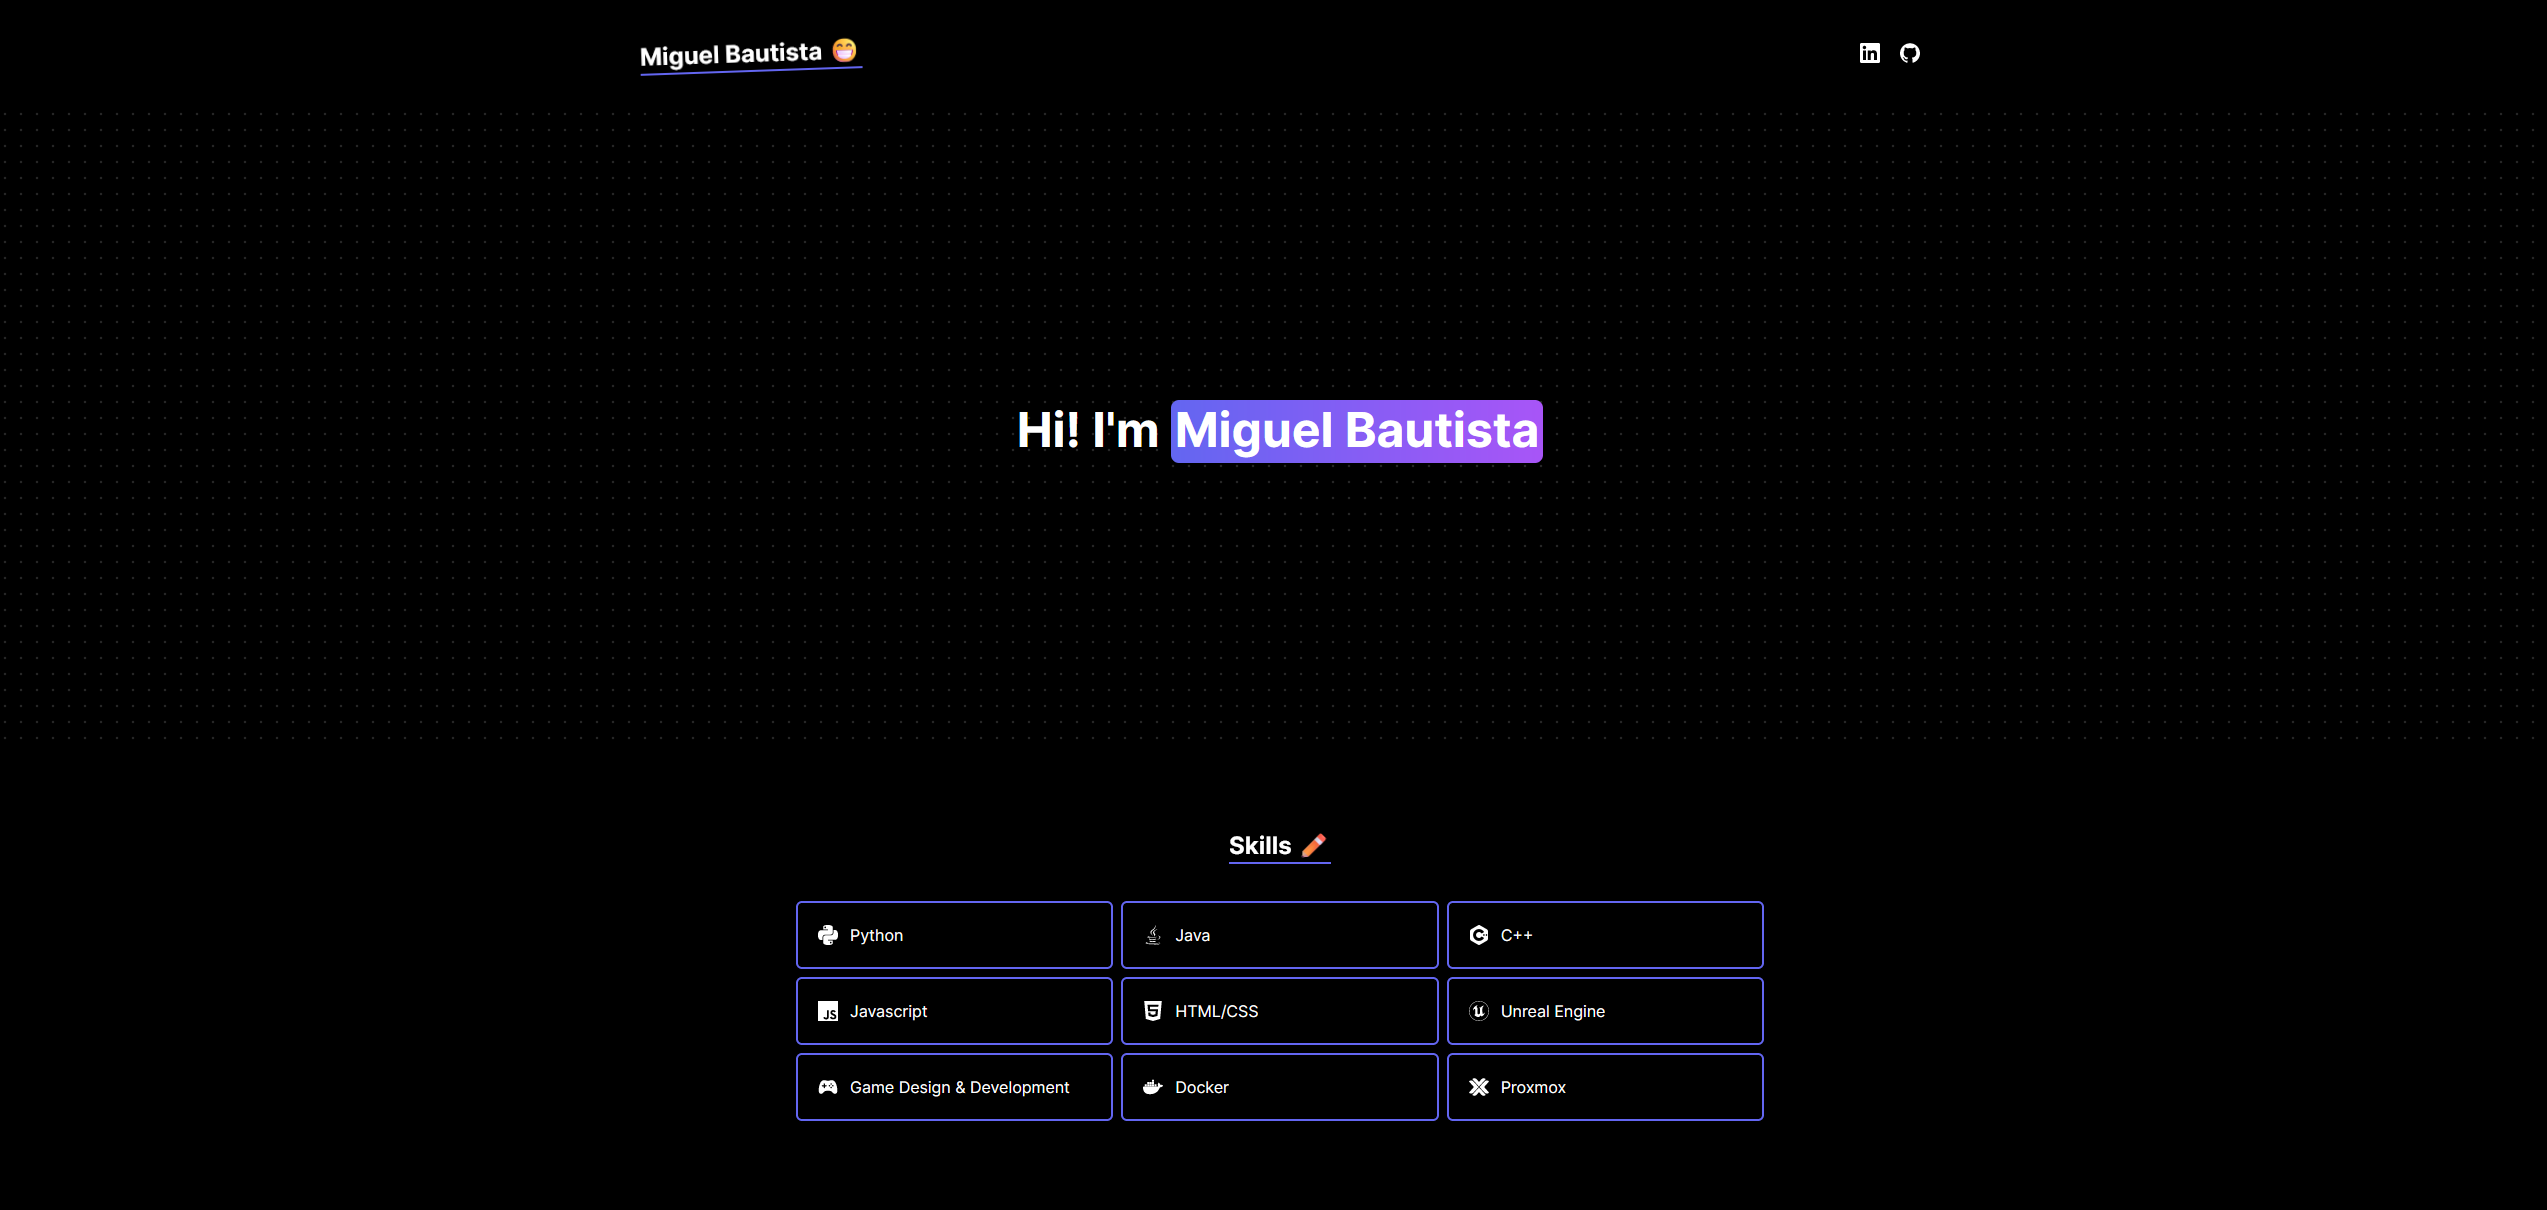 Miguel Bautista 😁
Hi! I'm Miguel Bautista
Skills ✏️
Python
Java
C++
Javascript
HTML/CSS
Unreal Engine
Game Design & Development
Docker
Proxmox